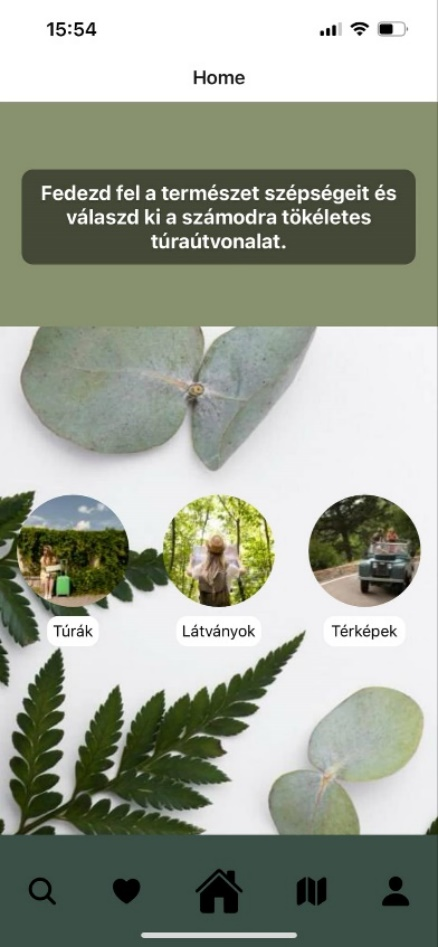 15:54
Home
Fedezd fel a természet szépségeit és
válaszd ki a számodra tökéletes
túraútvonalat.
Túrák
Látványok
Térképek